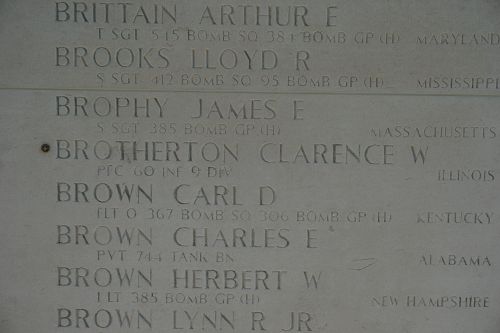 BRITTAIN ARTHUR E
T SGT 545 BOMB SQ 384 BOMB GP (H) MARYLAND
BROOKS LLOYD R
S SGT 412 BOMB SQ 95 BOMB GP (H) MISSISSIPPI
BROPHY JAMES E
S SGT 385 BOMB GP (H) MASSACHUSETTS
BROTHERTON CLARENCE W
PFC 60 INF 9 DIV ILLINOIS
BROWN CARL D
FLT O 367 BOMB SQ 306 BOMB GP (H) KENTUCKY
BROWN CHARLES E
PVT 744 TANK BN ALABAMA
BROWN HERBERT W
1 LT 385 BOMB GP (H) NEW HAMPSHIRE
BROWN LYNN R JR